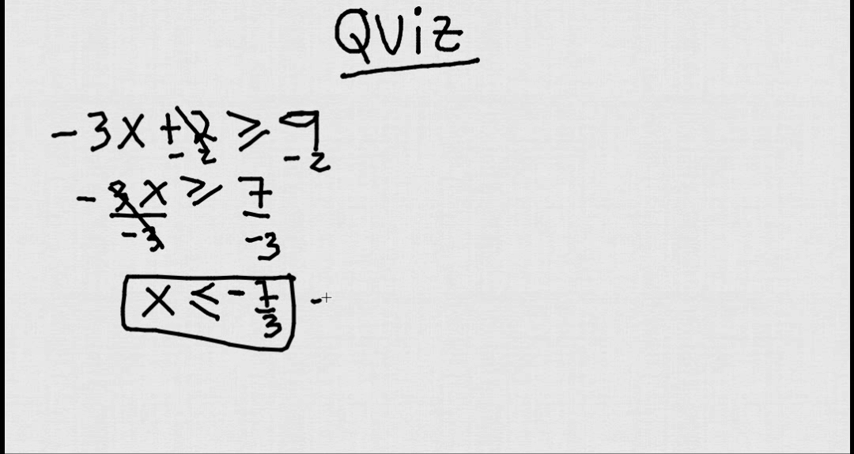 QUiz
-3x +2 ≥ 9
-2 -2
-3x ≥ 7
-3 -3
x ≤ -7/3 -